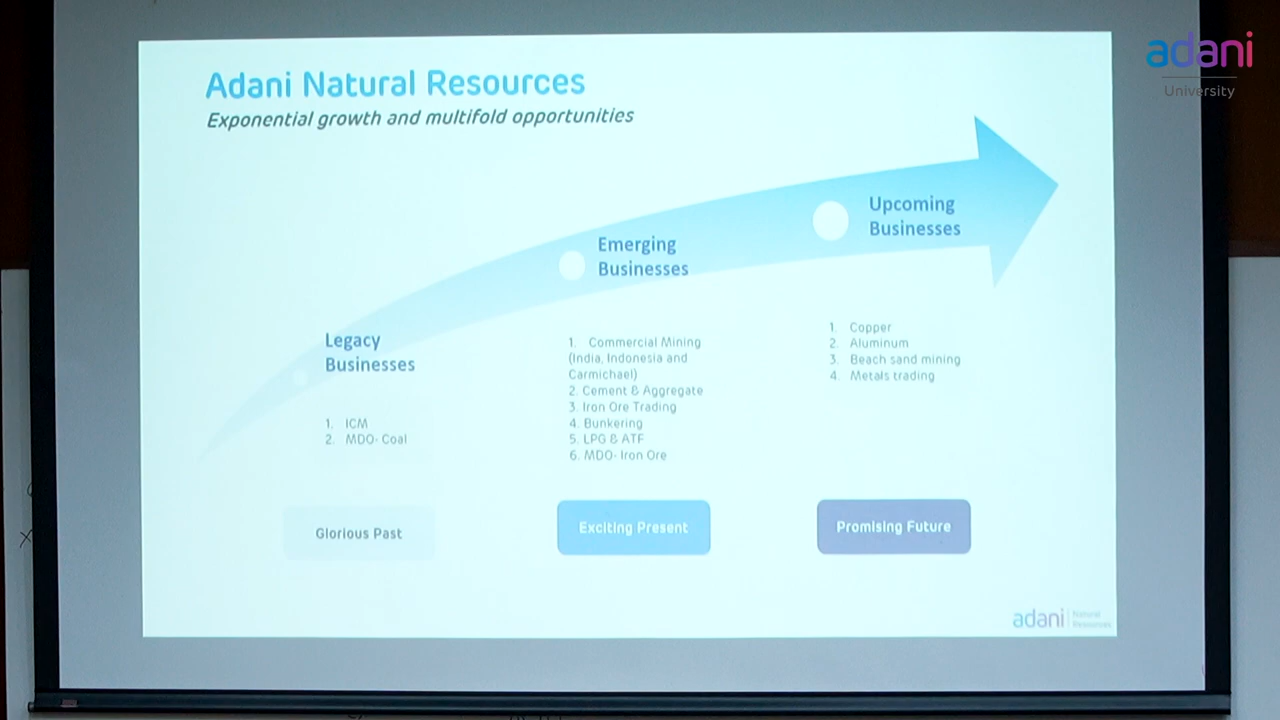 adani
University
Adani Natural Resources
Exponential growth and multifold opportunities
Upcoming
Businesses
Emerging
Businesses
Legacy
Businesses
1. ICM
2. MDO- Coal
1. Commercial Mining
(India, Indonesia and
Carmichael)
2. Cement & Aggregate
3. Iron Ore Trading
4. Bunkering
5. LPG & ATF
6. MDO- Iron Ore
1. Copper
2. Aluminum
3. Beach sand mining
4. Metals trading
Glorious Past
Exciting Present
Promising Future
adani
Natural
Resources